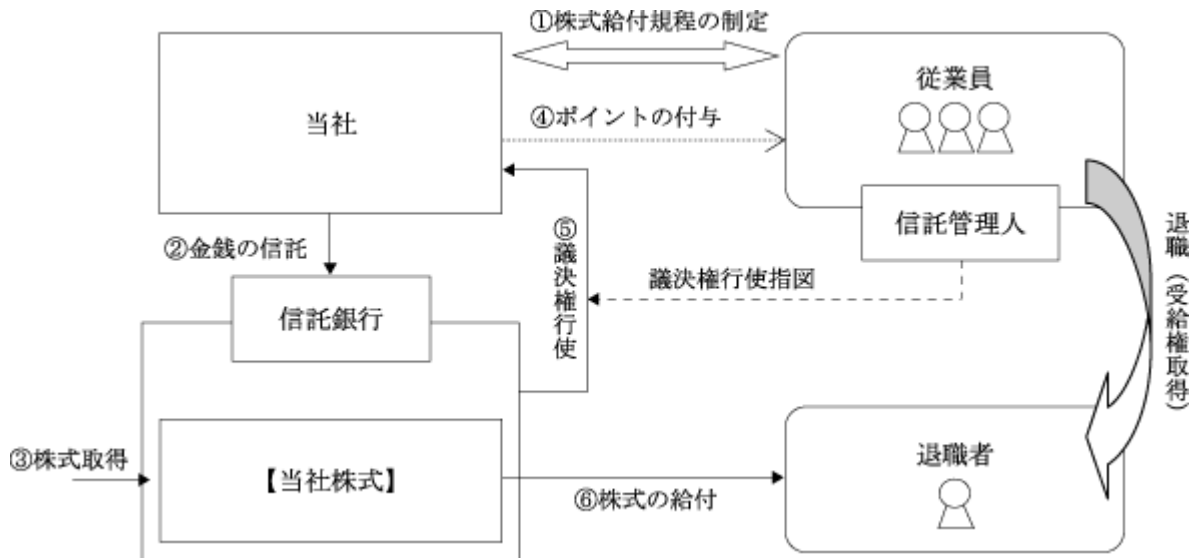 ①株式給付規程の制定
当社
従業員
④ポイントの付与
信託管理人
②金銭の信託
⑤議決権行使
議決権行使指図
退職（受給権取得）
信託銀行
③株式取得
【当社株式】
⑥株式の給付
退職者